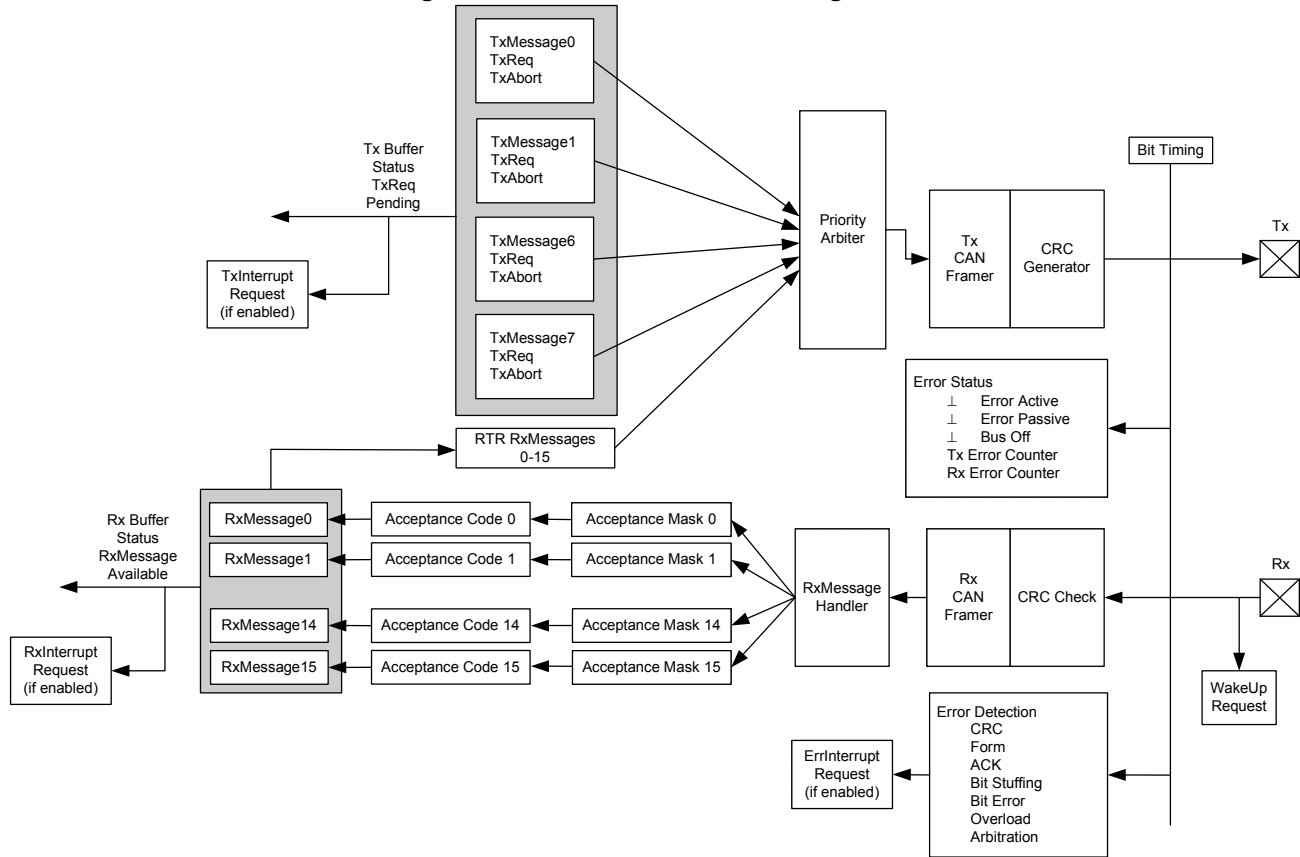 TxMessage0
TxReq
TxAbort
TxMessage1
TxReq
TxAbort
TxMessage6
TxReq
TxAbort
TxMessage7
TxReq
TxAbort
Tx Buffer
Status
TxReq
Pending
TxInterrupt
Request
(if enabled)
Priority
Arbiter
Tx
CAN
Framer
CRC
Generator
Bit Timing
Tx
Error Status
⊥ Error Active
⊥ Error Passive
⊥ Bus Off
Tx Error Counter
Rx Error Counter
RTR RxMessages
0-15
Rx Buffer
Status
RxMessage
Available
RxInterrupt
Request
(if enabled)
RxMessage0
Acceptance Code 0
Acceptance Mask 0
RxMessage1
Acceptance Code 1
Acceptance Mask 1
RxMessage14
Acceptance Code 14
Acceptance Mask 14
RxMessage15
Acceptance Code 15
Acceptance Mask 15
RxMessage
Handler
Rx
CAN
Framer
CRC Check
Rx
WakeUp
Request
Error Detection
CRC
Form
ACK
Bit Stuffing
Bit Error
Overload
Arbitration
ErrInterrupt
Request
(if enabled)